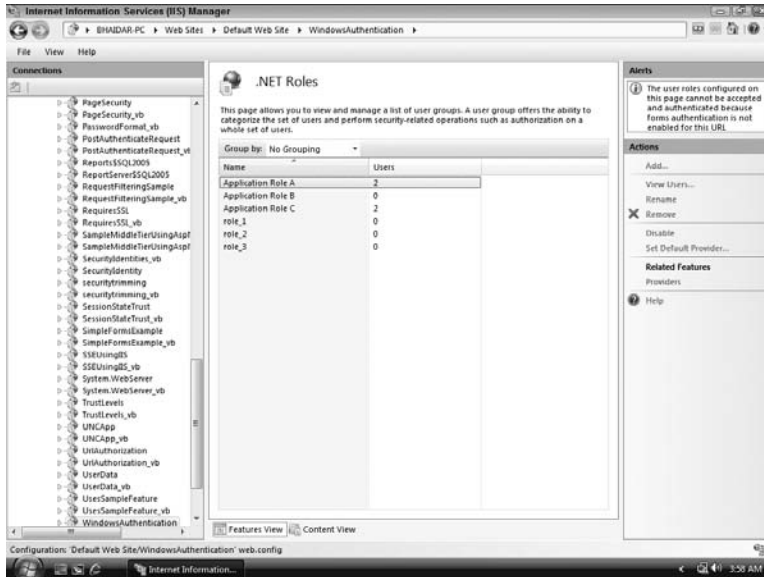 Internet Information Services (IIS) Manager
BHAIDAR-PC Web Sites Default Web Site WindowsAuthentication
File View Help
Connections
PageSecurity
PageSecurity_vb
PasswordFormat_vb
PostAuthenticateRequest
PostAuthenticateRequest_vt
Reports$SQL2005
ReportServer$SQL2005
RequestFilteringSample
RequestFilteringSample_vb
RequiresSSL
RequiresSSL_vb
SampleMiddleTierUsingAspl
SampleMiddleTierUsingAspl
SecurityIdentities_vb
SecurityIdentity
securitytrimming
securitytrimming_vb
SessionStateTrust
SessionStateTrust_vb
SimpleFormsExample
SimpleFormsExample_vb
SSEUsingIIS
SSEUsingIIS_vb
System.WebServer
System.WebServer_vb
TrustLevels
TrustLevels_vb
UNCApp
UNCApp_vb
UrlAuthorization
UrlAuthorization_vb
UserData
UserData_vb
UsesSampleFeature
UsesSampleFeature_vb
WindowsAuthentication
.NET Roles
This page allows you to view and manage a list of user groups. A user group offers the ability to
categorize the set of users and perform security-related operations such as authorization on a
whole set of users.
Group by: No Grouping
Name Users
Application Role A 2
Application Role B 0
Application Role C 2
role_1 0
role_2 0
role_3 0
Features View Content View
Alerts
The user roles configured on
this page cannot be accepted
and authenticated because
forms authentication is not
enabled for this URL
Actions
Add...
View Users...
Rename
Remove
Disable
Set Default Provider...
Related Features
Providers
Help
Configuration: 'Default Web Site/WindowsAuthentication' web.config
Internet Information... 3:58 AM